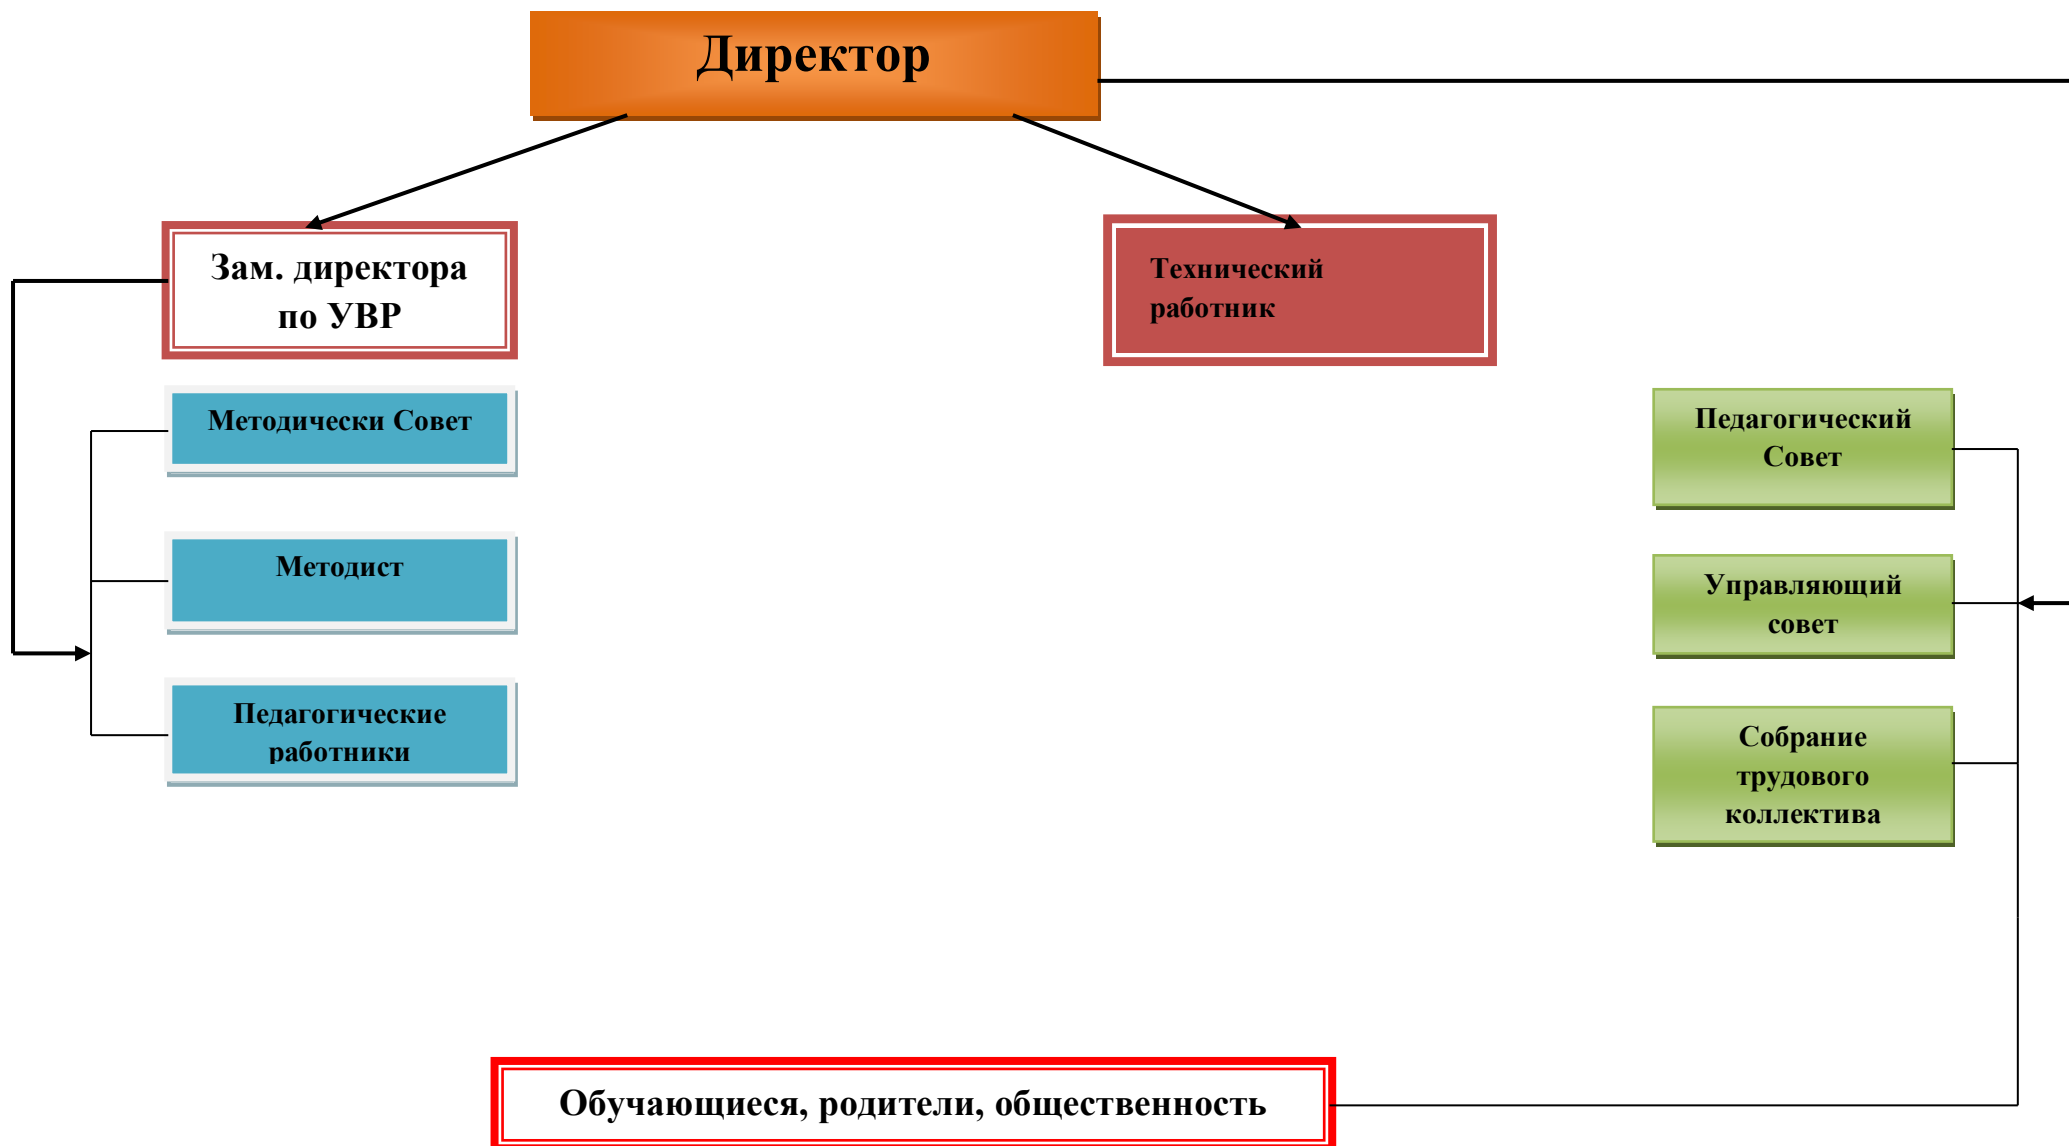 Директор
Зам. директора
по УВР
Технический
работник
Методически Совет
Методист
Педагогические
работники
Педагогический
Совет
Управляющий
совет
Собрание
трудового
коллектива
Обучающиеся, родители, общественность